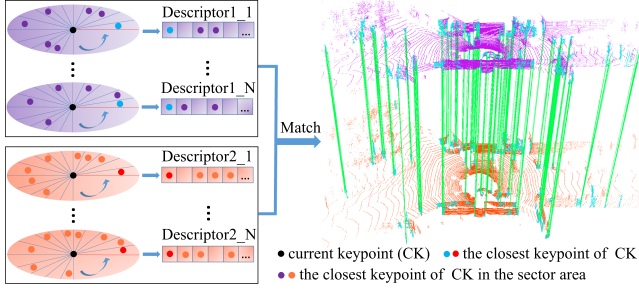 Descriptor1_1
...
Descriptor1_N
...
Match
Descriptor2_1
...
Descriptor2_N
...
current keypoint (CK) the closest keypoint of CK
the closest keypoint of CK in the sector area